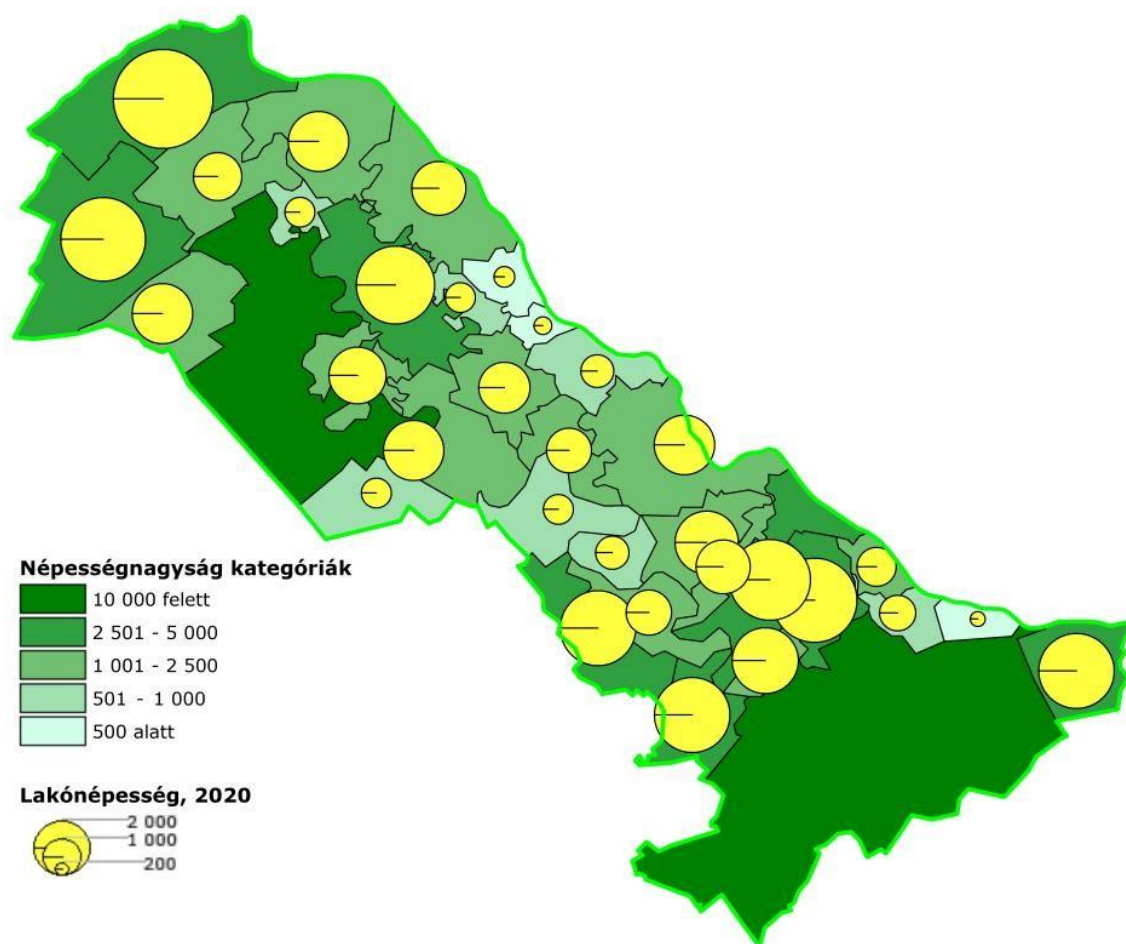 Népességnagyság kategóriák
10 000 felett
2 501 - 5 000
1 001 - 2 500
501 - 1 000
500 alatt
Lakónépesség, 2020
2 000
1 000
200